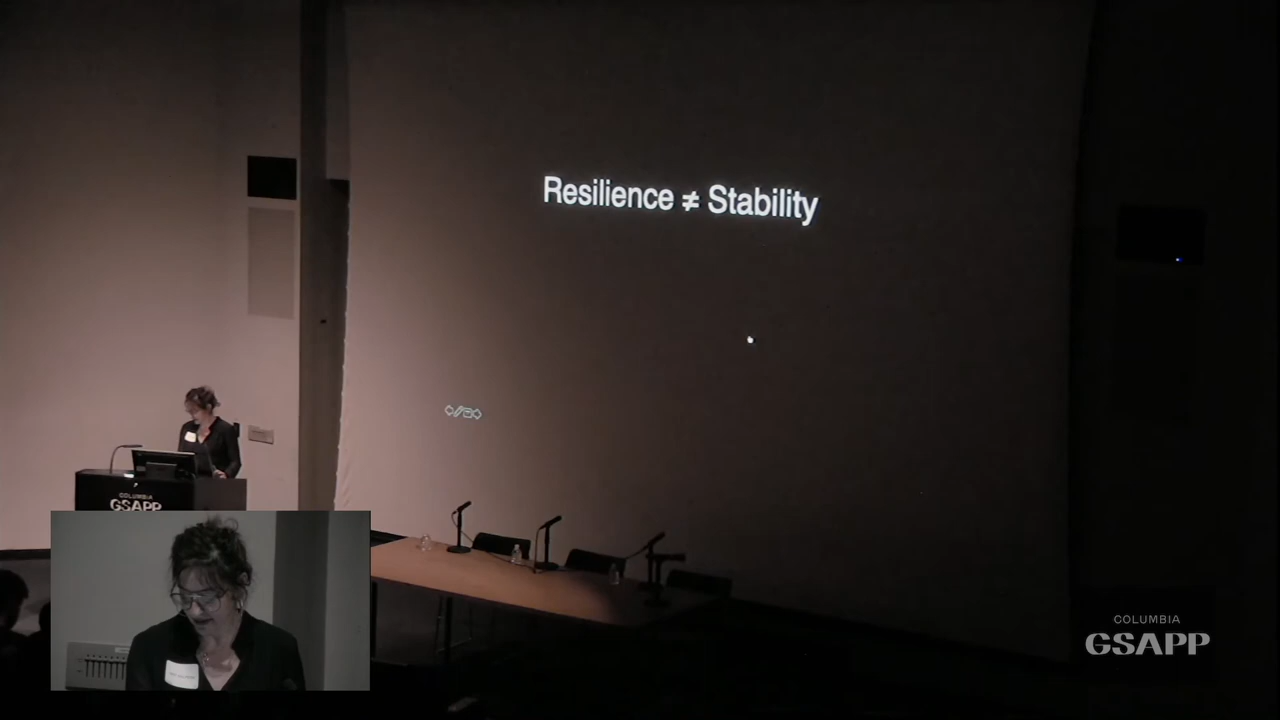 Resilience ≠ Stability
COLUMBIA
GSAPP
COLUMBIA
GSAPP